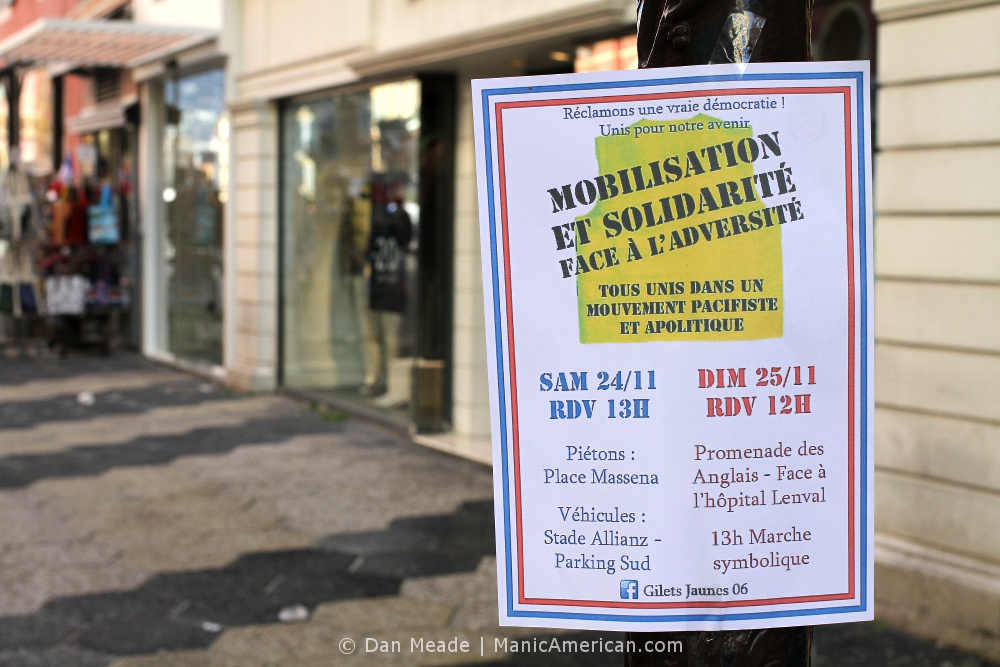 Réclamons une vraie démocratie !
Unis pour notre avenir
MOBILISATION
ET SOLIDARITÉ
FACE À L'ADVERSITÉ
TOUS UNIS DANS UN
MOUVEMENT PACIFISTE
ET APOLITIQUE
SAM 24/11
RDV 13H
Piétons :
Place Massena
Véhicules :
Stade Allianz -
Parking Sud
DIM 25/11
RDV 12H
Promenade des
Anglais - Face à
l'hôpital Lenval
13h Marche
symbolique
f Gilets Jaunes 06
20
© Dan Meade | ManicAmerican.com